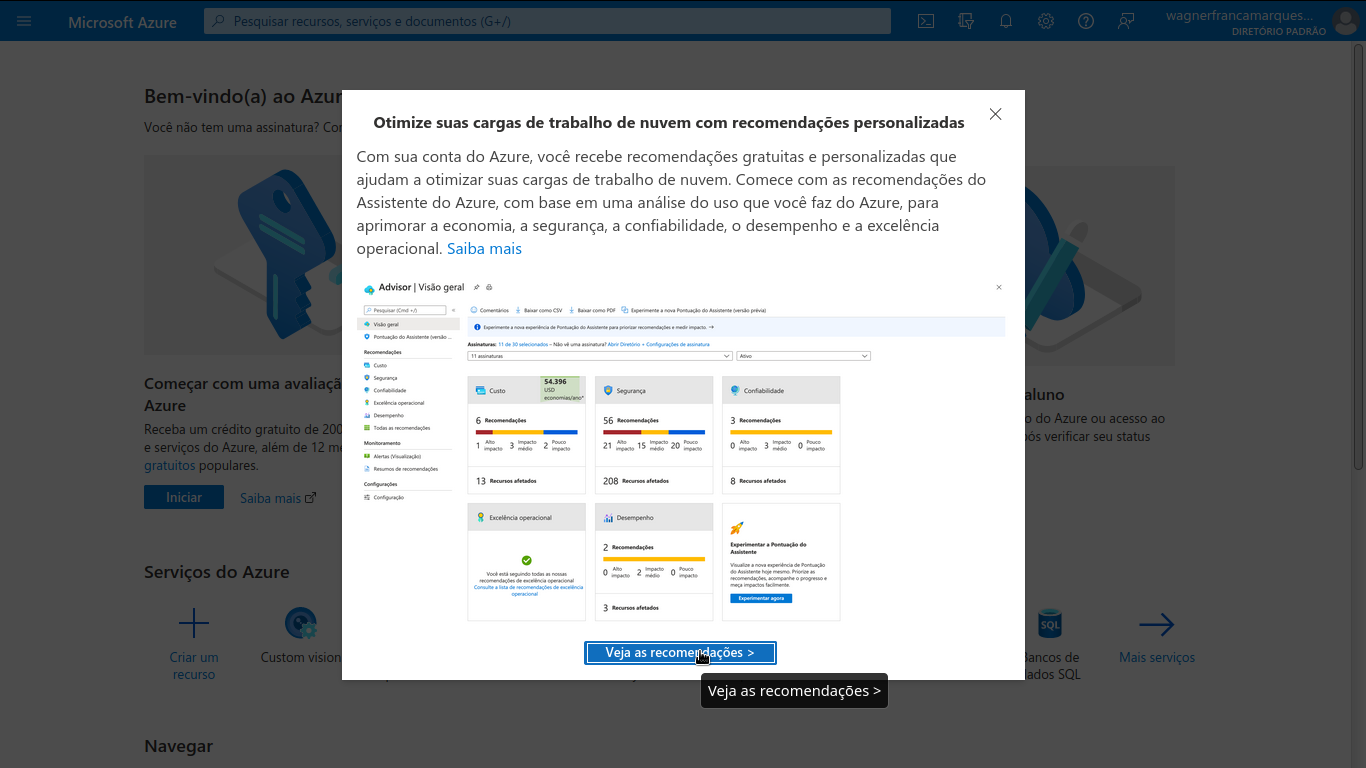 Microsoft Azure
Pesquisar recursos, serviços e documentos (G+/)
wagnerfrancamarques...
DIRETÓRIO PADRÃO
Bem-vindo(a) ao Azur
Você não tem uma assinatura? Con
Otimize suas cargas de trabalho de nuvem com recomendações personalizadas
Com sua conta do Azure, você recebe recomendações gratuitas e personalizadas que
ajudam a otimizar suas cargas de trabalho de nuvem. Comece com as recomendações do
Assistente do Azure, com base em uma análise do uso que você faz do Azure, para
aprimorar a economia, a segurança, a confiabilidade, o desempenho e a excelência
operacional. Saiba mais
Advisor | Visão geral
Pesquisar (Cmd +/)
Visão geral
Pontuação do Assistente (versão ...
Recomendações
Custo
Segurança
Confiabilidade
Excelência operacional
Desempenho
Todas as recomendações
Monitoramento
Alertas (Visualização)
Resumos de recomendações
Configurações
Configuração
Comentários
Baixar como CSV
Baixar como PDF
Experimente a nova Pontuação do Assistente (versão prévia)
Experimente a nova experiência de Pontuação do Assistente para priorizar recomendações e medir impacto. →
Assinaturas: 11 de 30 selecionados – Não vê uma assinatura? Abrir Diretório + Configurações de assinatura
11 assinaturas
Ativo
Custo
54.396
USD
economias/ano*
6 Recomendações
1 Alto impacto 3 Impacto médio 2 Pouco impacto
13 Recursos afetados
Segurança
56 Recomendações
21 Alto impacto 15 Impacto médio 20 Pouco impacto
208 Recursos afetados
Confiabilidade
3 Recomendações
0 Alto impacto 3 Impacto médio 0 Pouco impacto
8 Recursos afetados
Excelência operacional
Você está seguindo todas as nossas
recomendações de excelência operacional
Consulte a lista de recomendações de excelência
operacional
Desempenho
2 Recomendações
0 Alto impacto 2 Impacto médio 0 Pouco impacto
3 Recursos afetados
Experimentar a Pontuação do
Assistente
Visualize a nova experiência de Pontuação
do Assistente hoje mesmo. Priorize as
recomendações, acompanhe o progresso e
meça impactos facilmente.
Experimentar agora
Veja as recomendações >
Veja as recomendações >
Começar com uma avaliaçã
Azure
Receba um crédito gratuito de 200
e serviços do Azure, além de 12 me
gratuitos populares.
Iniciar
Saiba mais
aluno
do Azure ou acesso ao
pós verificar seu status
Serviços do Azure
Criar um
recurso
Custom vision
Bancos de
dados SQL
SQL
Mais serviços
Navegar